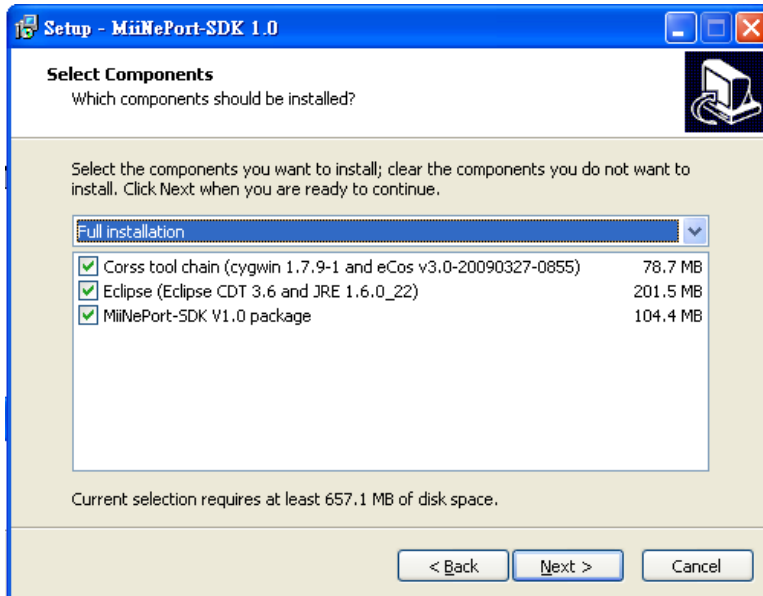 Setup - MiiNePort-SDK 1.0
Select Components
Which components should be installed?
Select the components you want to install; clear the components you do not want to
install. Click Next when you are ready to continue.
Full installation
Corss tool chain (cygwin 1.7.9-1 and eCos v3.0-20090327-0855) 78.7 MB
Eclipse (Eclipse CDT 3.6 and JRE 1.6.0_22) 201.5 MB
MiiNePort-SDK V1.0 package 104.4 MB
Current selection requires at least 657.1 MB of disk space.
< Back Next > Cancel